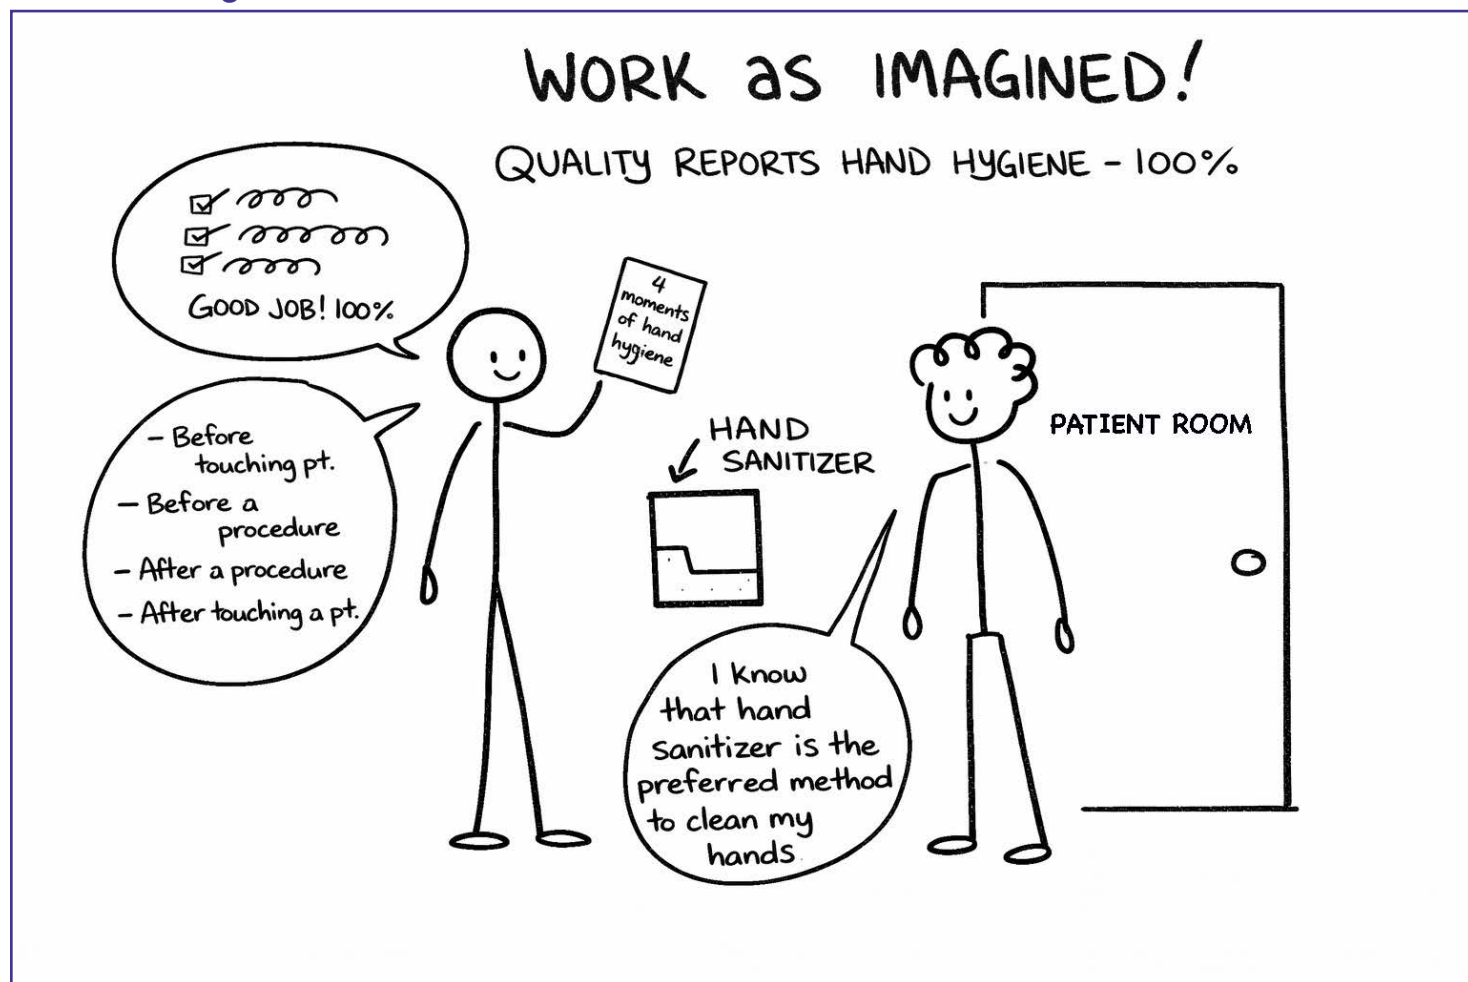 WORK as IMAGINED!
QUALITY REPORTS HAND HYGIENE - 100%
GOOD JOB! 100%
4
moments
of hand
hygiene
- Before
touching pt.
- Before a
procedure
- After a procedure
- After touching a pt.
HAND
SANITIZER
PATIENT ROOM
I know
that hand
sanitizer is the
preferred method
to clean my
hands